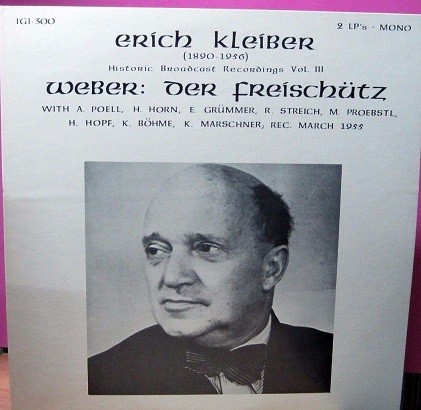 IGI-300
2 LP's - MONO
erich kleiber
(1890-1956)
Historic Broadcast Recordings Vol. III
weber: der freischütz
WITH A. POELL, H. HORN, E. GRÜMMER, R. STREICH, M. PROEBSTL,
H. HOPF, K. BÖHME, K. MARSCHNER; REC. MARCH 1955